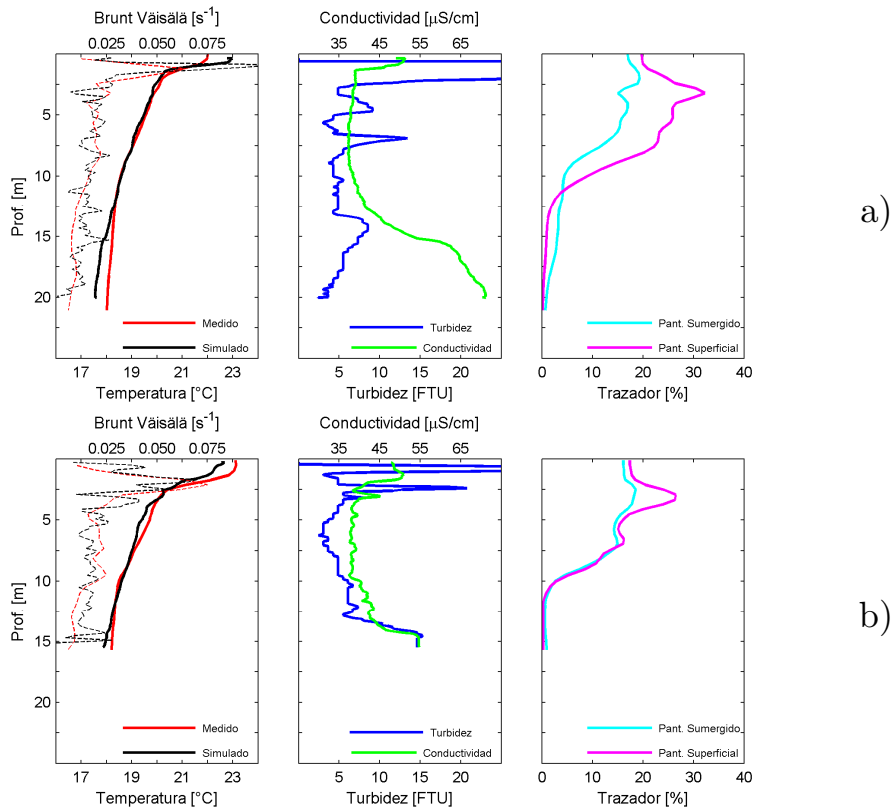 Brunt Väisälä [s-1]
0.025 0.050 0.075
Prof. [m]
5
10
15
20
Medido
Simulado
17 19 21 23
Temperatura [°C]
Conductividad [µS/cm]
35 45 55 65
Turbidez
Conductividad
5 10 15 20
Turbidez [FTU]
Pant. Sumergido
Pant. Superficial
0 10 20 30 40
Trazador [%]
a)
Brunt Väisälä [s-1]
0.025 0.050 0.075
Prof. [m]
5
10
15
20
Medido
Simulado
17 19 21 23
Temperatura [°C]
Conductividad [µS/cm]
35 45 55 65
Turbidez
Conductividad
5 10 15 20
Turbidez [FTU]
Pant. Sumergido
Pant. Superficial
0 10 20 30 40
Trazador [%]
b)